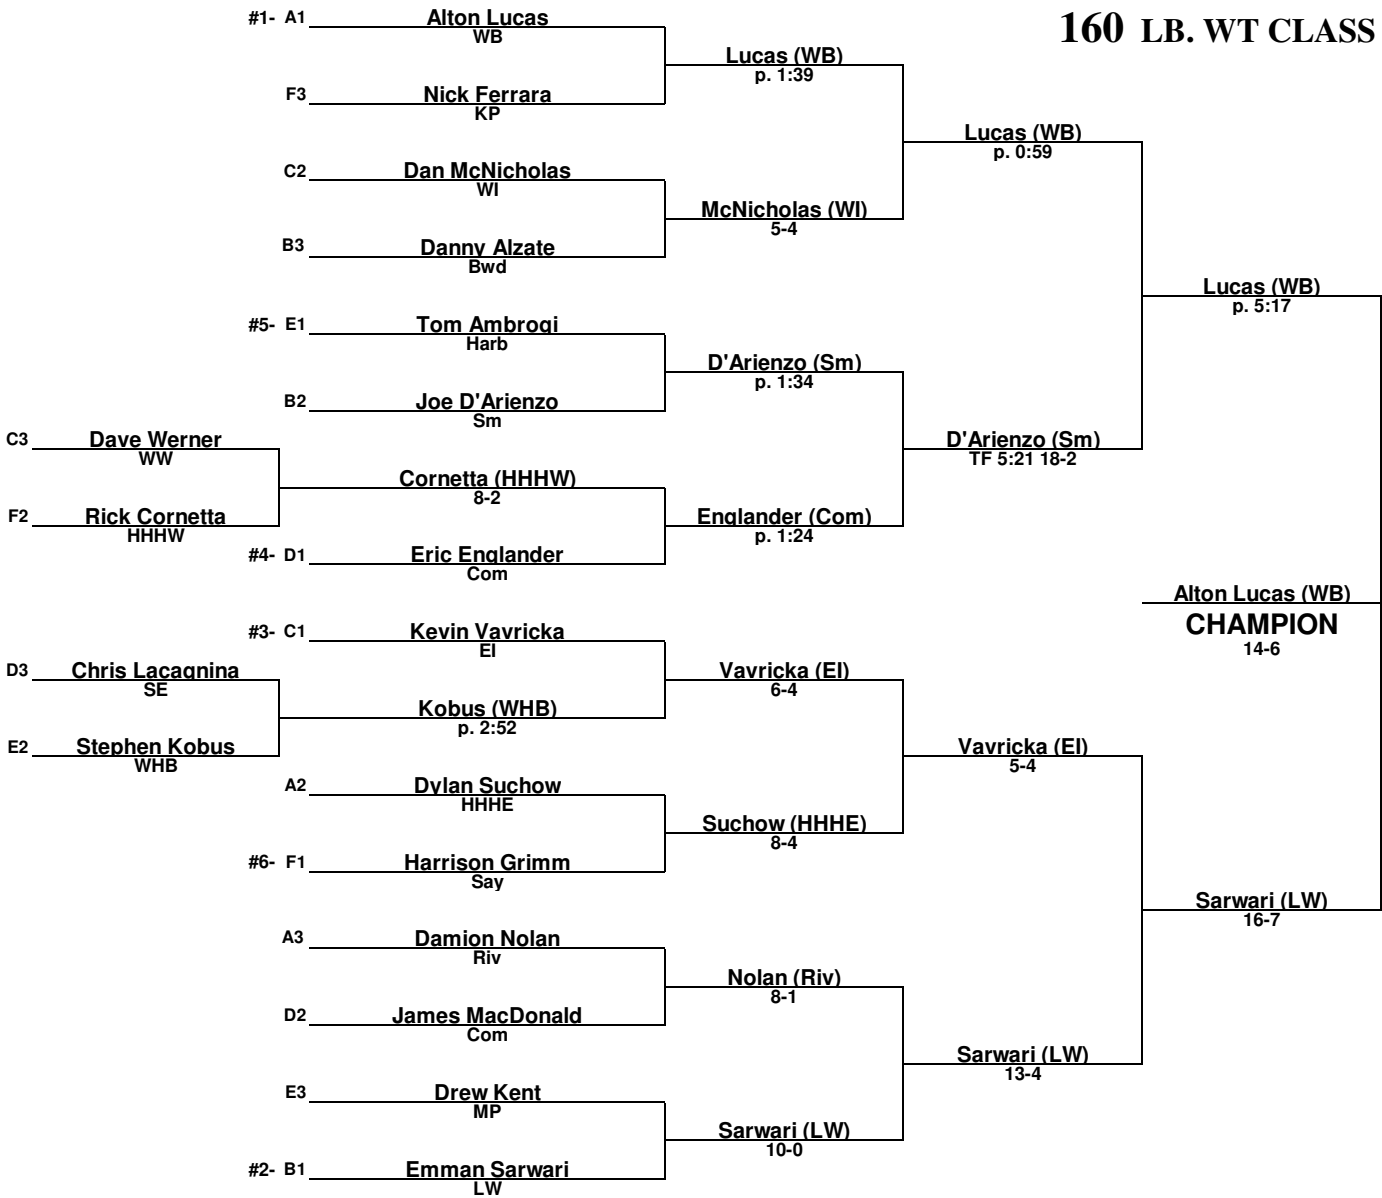 160 LB. WT CLASS
#1- A1 Alton Lucas
WB
Lucas (WB)
p. 1:39
F3 Nick Ferrara
KP
Lucas (WB)
p. 0:59
C2 Dan McNicholas
WI
McNicholas (WI)
5-4
B3 Danny Alzate
Bwd
Lucas (WB)
p. 5:17
#5- E1 Tom Ambrogi
Harb
D'Arienzo (Sm)
p. 1:34
B2 Joe D'Arienzo
Sm
C3 Dave Werner
WW
D'Arienzo (Sm)
TF 5:21 18-2
Cornetta (HHHW)
8-2
F2 Rick Cornetta
HHHW
Englander (Com)
p. 1:24
#4- D1 Eric Englander
Com
Alton Lucas (WB)
CHAMPION
14-6
#3- C1 Kevin Vavricka
EI
D3 Chris Lacagnina
SE
Vavricka (EI)
6-4
Kobus (WHB)
p. 2:52
E2 Stephen Kobus
WHB
Vavricka (EI)
5-4
A2 Dylan Suchow
HHHE
Suchow (HHHE)
8-4
#6- F1 Harrison Grimm
Say
Sarwari (LW)
16-7
A3 Damion Nolan
Riv
Nolan (Riv)
8-1
D2 James MacDonald
Com
Sarwari (LW)
13-4
E3 Drew Kent
MP
Sarwari (LW)
10-0
#2- B1 Emman Sarwari
LW